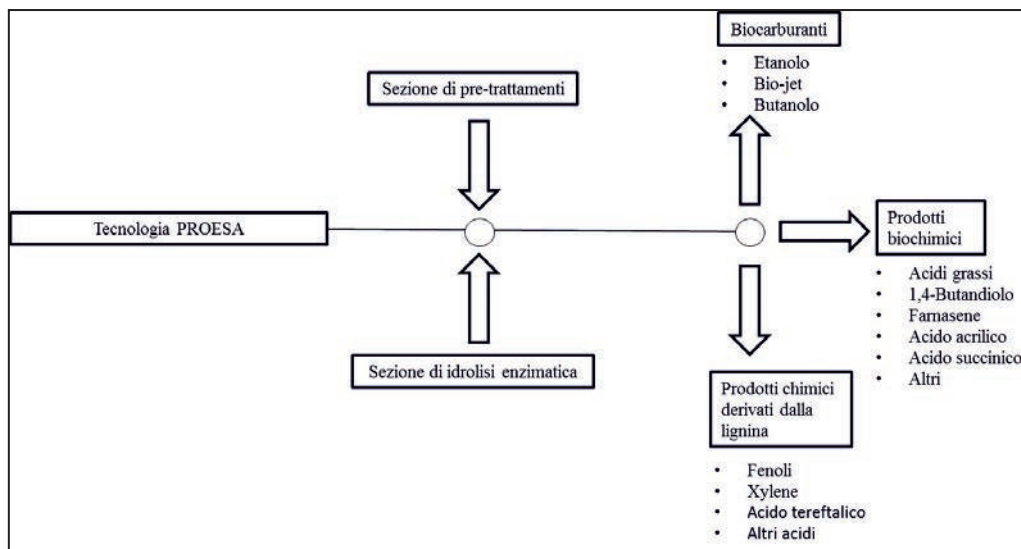 Biocarburanti
• Etanolo
• Bio-jet
• Butanolo
Sezione di pre-trattamenti
Tecnologia PROESA
Prodotti
biochimici
• Acidi grassi
• 1,4-Butandiolo
• Farnasene
• Acido acrilico
• Acido succinico
• Altri
Sezione di idrolisi enzimatica
Prodotti chimici
derivati dalla
lignina
• Fenoli
• Xylene
• Acido tereftalico
• Altri acidi